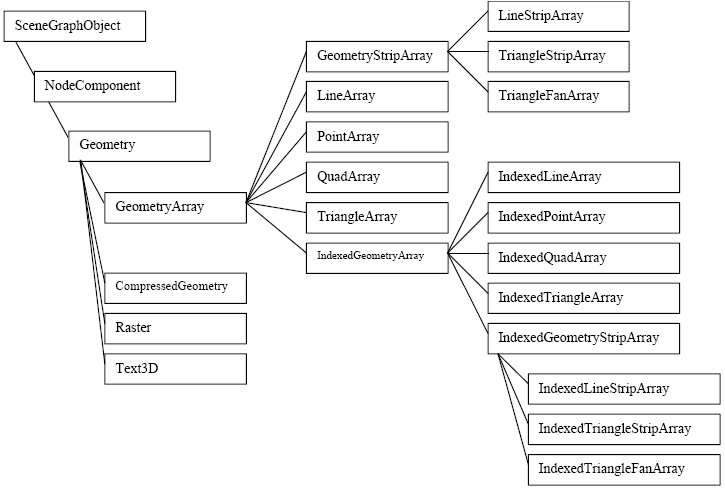 SceneGraphObject
NodeComponent
Geometry
GeometryArray
CompressedGeometry
Raster
Text3D
GeometryStripArray
LineArray
PointArray
QuadArray
TriangleArray
IndexedGeometryArray
LineStripArray
TriangleStripArray
TriangleFanArray
IndexedLineArray
IndexedPointArray
IndexedQuadArray
IndexedTriangleArray
IndexedGeometryStripArray
IndexedLineStripArray
IndexedTriangleStripArray
IndexedTriangleFanArray